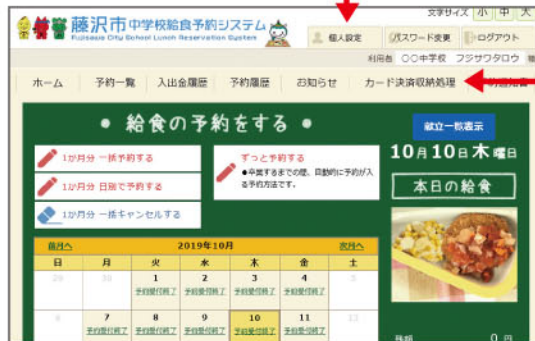 文字サイズ 小 中 大
藤沢市中学校給食予約システム
Fujisawa City School Lunch Reservation System
個人設定 パスワード変更 ログアウト
利用者 〇〇中学校 フジサワタロウ
ホーム 予約一覧 入出金履歴 予約履歴 お知らせ カード決済収納処理
給食の予約をする
献立一覧表示
1か月分 一括予約する
1か月分 日別で予約する
1か月分 一括キャンセルする
ずっと予約する
●卒業するまでの間、自動的に予約が入
る予約方法です。
10月10日木曜日
本日の給食
前月へ 2019年10月 次月へ
日 月 火 水 木 金 土
29 30 1 2 3 4 5
予約受付終了 予約受付終了 予約受付終了 予約受付終了
6 7 8 9 10 11 12
予約受付終了 予約受付終了 予約受付終了 予約受付終了 予約受付終了
残額 0 円